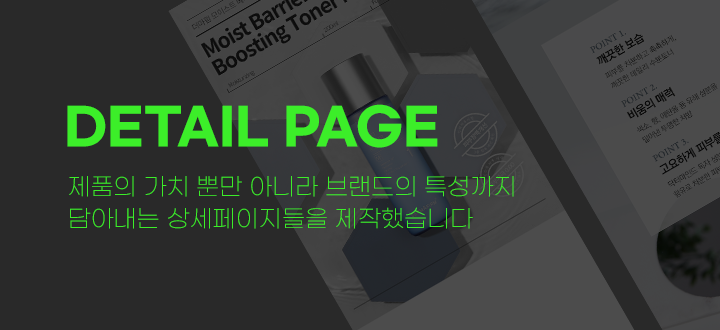 DETAIL PAGE
제품의 가치 뿐만 아니라 브랜드의 특성까지
담아내는 상세페이지들을 제작했습니다
Moist Barrier
Boosting Toner
POINT 1.
깨끗한 보습
POINT 2.
비움의 매력
POINT 3.
고요하게 피부를